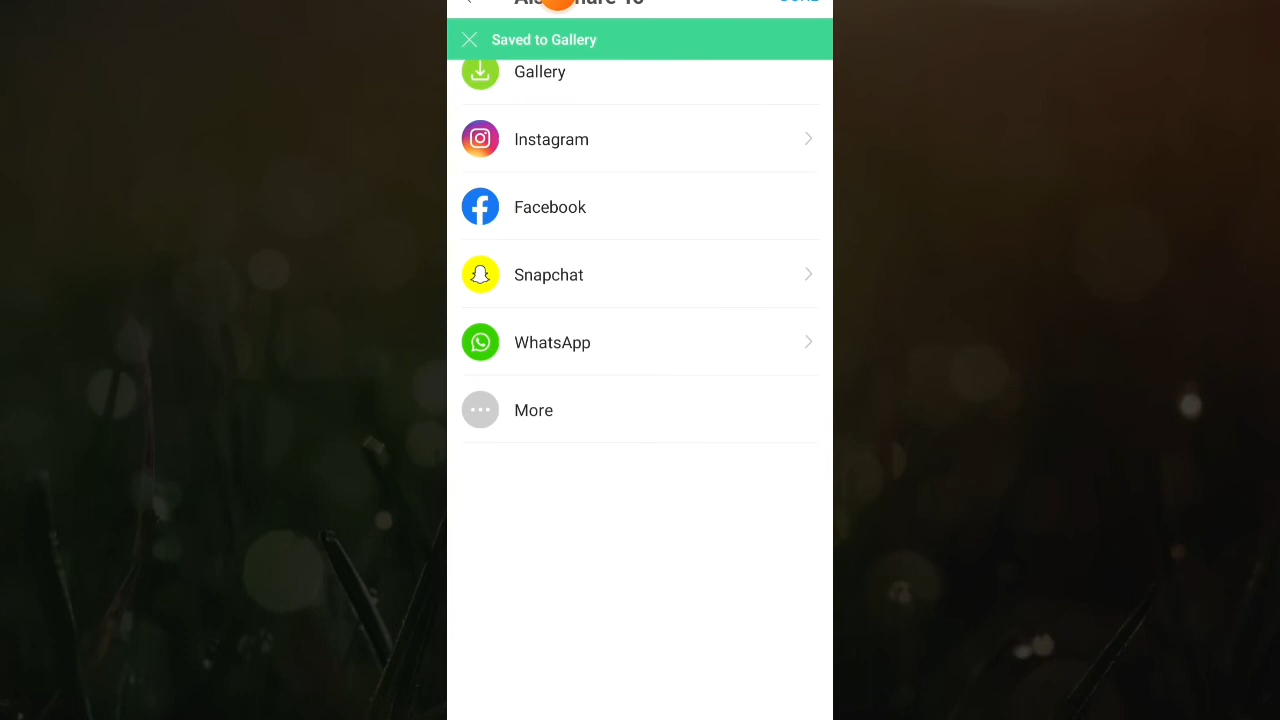 Saved to Gallery
Gallery
Instagram
Facebook
Snapchat
WhatsApp
More